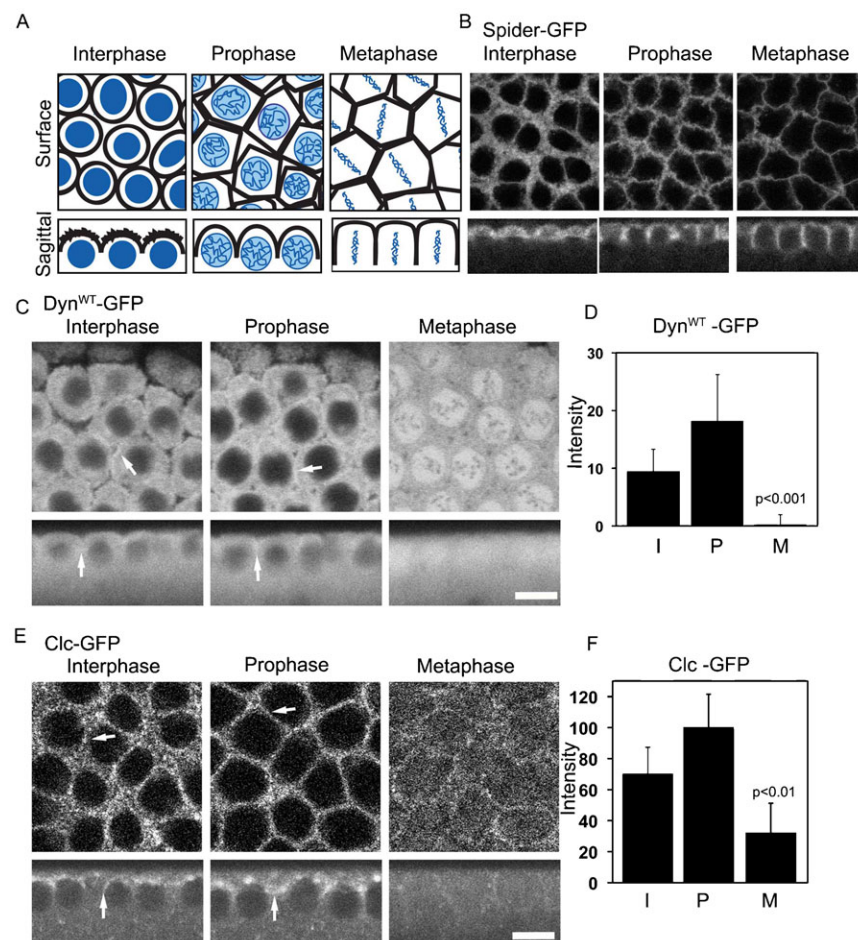 A
Interphase Prophase Metaphase
Surface
Sagittal
B Spider-GFP
Interphase Prophase Metaphase
C Dyn^WT-GFP
Interphase Prophase Metaphase
D Dyn^WT -GFP
Intensity
30
20
10
0
p<0.001
I P M
E Clc-GFP
Interphase Prophase Metaphase
F Clc -GFP
Intensity
120
100
80
60
40
20
0
p<0.01
I P M